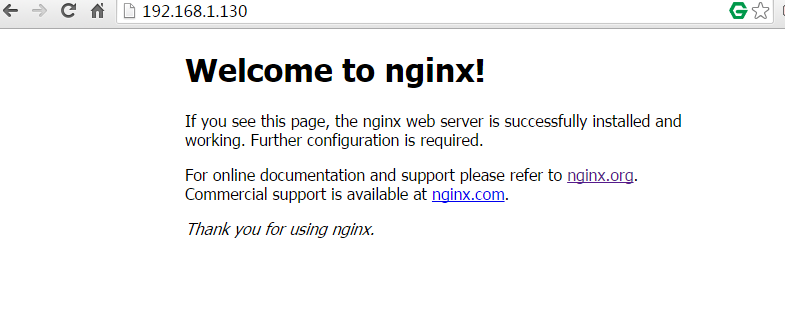 192.168.1.130
Welcome to nginx!
If you see this page, the nginx web server is successfully installed and
working. Further configuration is required.
For online documentation and support please refer to nginx.org.
Commercial support is available at nginx.com.
Thank you for using nginx.